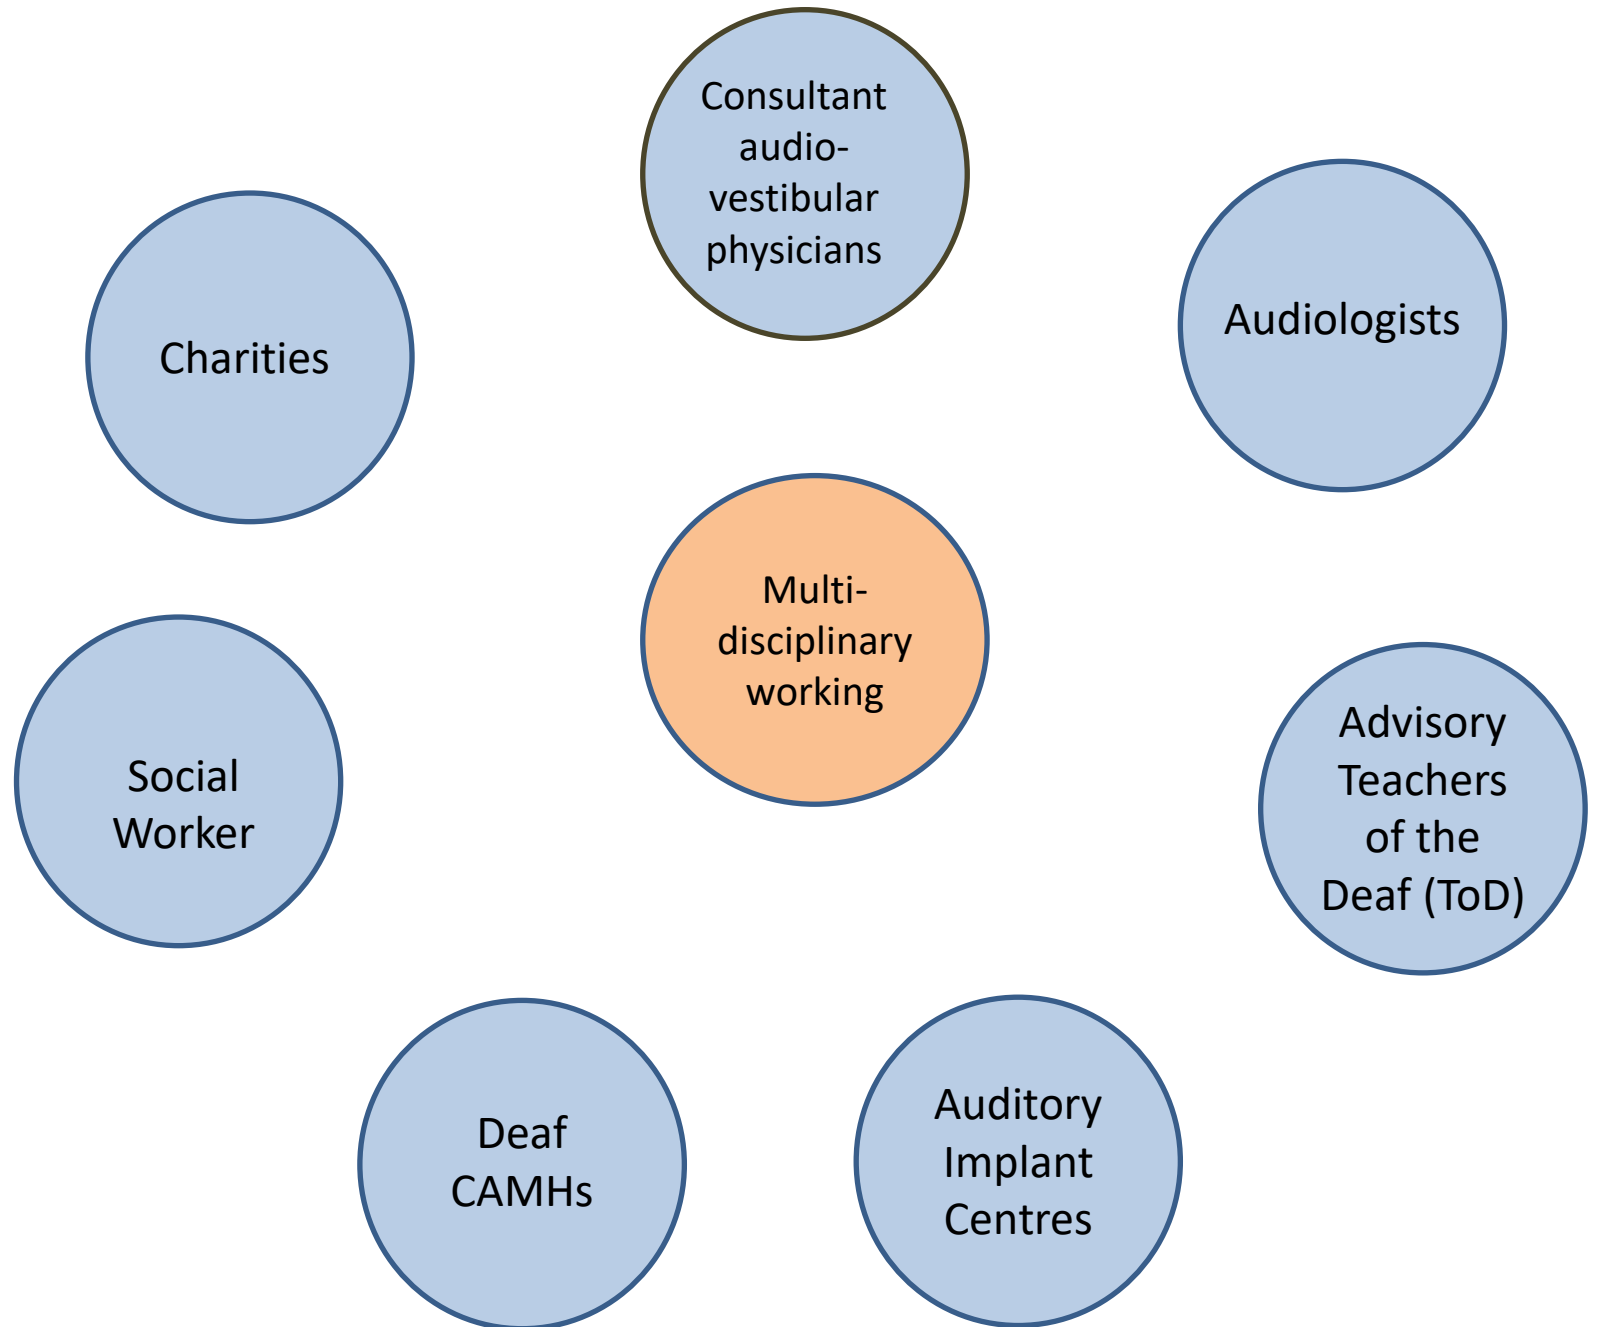 Consultant
audio-
vestibular
physicians
Audiologists
Charities
Multi-
disciplinary
working
Advisory
Teachers
of the
Deaf (ToD)
Social
Worker
Auditory
Implant
Centres
Deaf
CAMHs